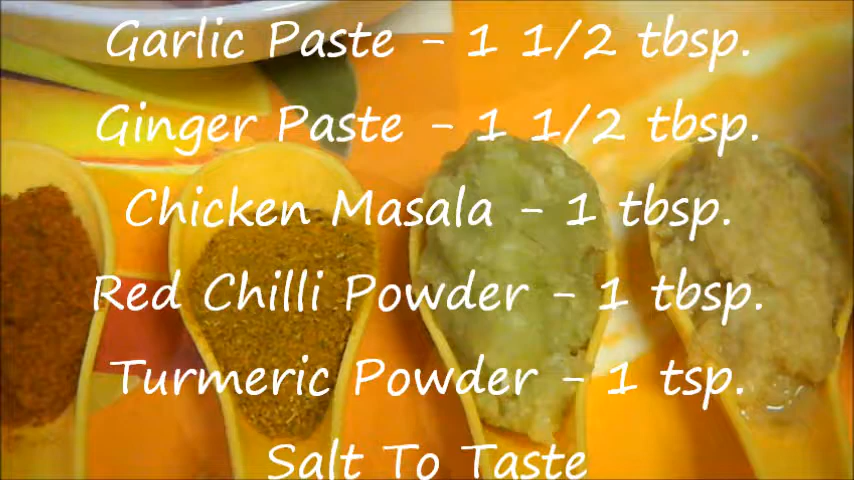 Garlic Paste - 1 1/2 tbsp.
Ginger Paste - 1 1/2 tbsp.
Chicken Masala - 1 tbsp.
Red Chilli Powder - 1 tbsp.
Turmeric Powder - 1 tsp.
Salt To Taste